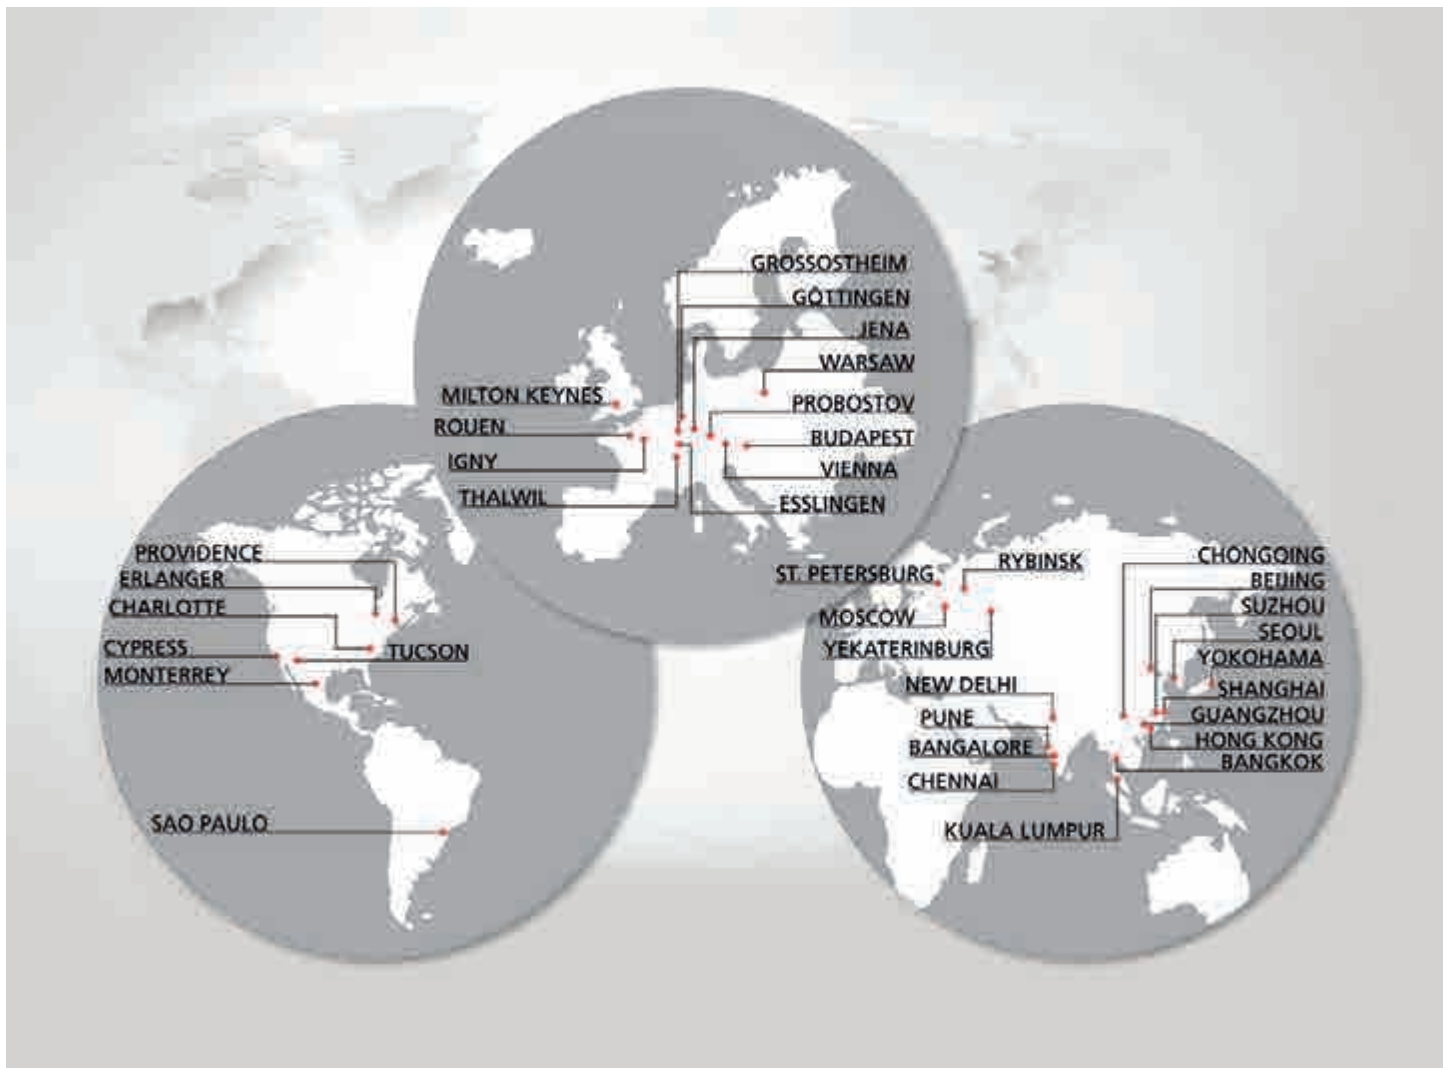 GROSSOSTHEIM
GÖTTINGEN
JENA
WARSAW
MILTON KEYNES
PROBOSTOV
ROUEN
BUDAPEST
IGNY
VIENNA
THALWIL
ESSLINGEN
PROVIDENCE
ERLANGER
CHARLOTTE
CYPRESS
TUCSON
MONTERREY
SAO PAULO
ST. PETERSBURG
RYBINSK
MOSCOW
YEKATERINBURG
NEW DELHI
PUNE
BANGALORE
CHENNAI
KUALA LUMPUR
CHONGQING
BEIJING
SUZHOU
SEOUL
YOKOHAMA
SHANGHAI
GUANGZHOU
HONG KONG
BANGKOK